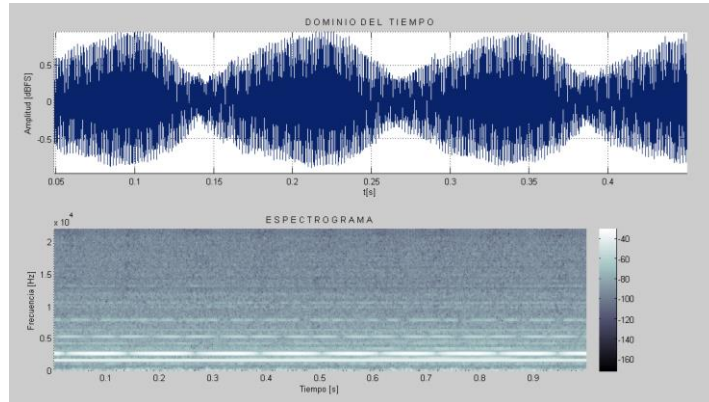 DOMINIO DEL TIEMPO
Amplitud [dBFS]
0.5
0
-0.5
0.05 0.1 0.15 0.2 0.25 0.3 0.35 0.4
t[s]
ESPECTROGRAMA
x 10^4
Frecuencia [Hz]
2
1.5
1
0.5
0
0.1 0.2 0.3 0.4 0.5 0.6 0.7 0.8 0.9
Tiempo [s]
-40
-60
-80
-100
-120
-140
-160